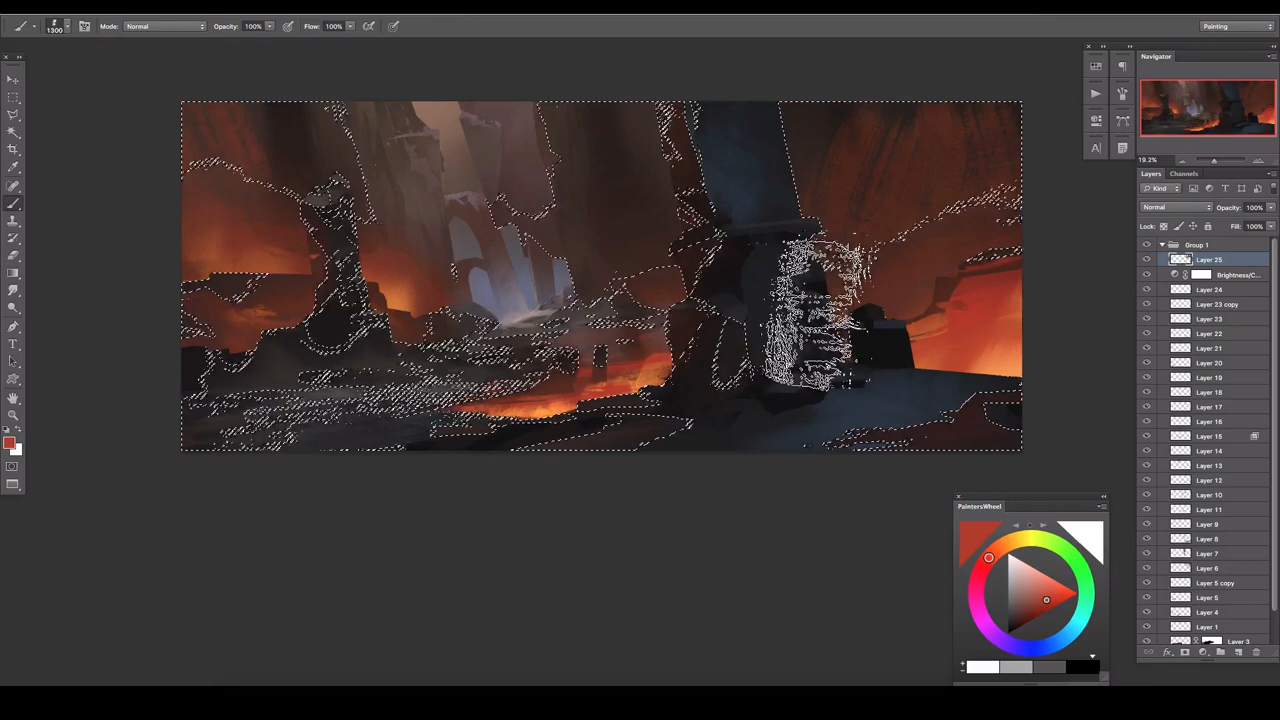 1300 Mode: Normal Opacity: 100% Flow: 100% Painting
Navigator
19.2%
Layers Channels
Kind
Normal Opacity: 100%
Lock: Fill: 100%
Group 1
Layer 25
Brightness/C...
Layer 24
Layer 23 copy
Layer 23
Layer 22
Layer 21
Layer 20
Layer 19
Layer 18
Layer 17
Layer 16
Layer 15
Layer 14
Layer 13
Layer 12
Layer 10
Layer 11
Layer 9
Layer 8
Layer 7
Layer 6
Layer 5 copy
Layer 5
Layer 4
Layer 1
Layer 3
PaintersWheel